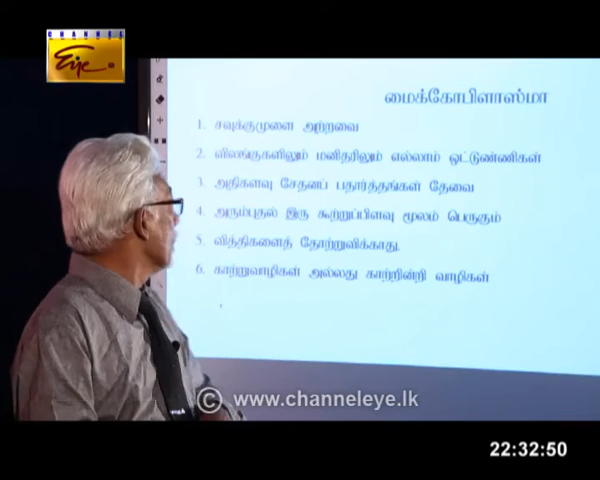 CHANNEL
Eye
மைக்கோபிளாஸ்மா
1. சவுக்குமுளை அற்றவை
2. விலங்குகளிலும் மனிதரிலும் எல்லாம் ஒட்டுண்ணிகள்
3. அதிகளவு சேதனப் பதார்த்தங்கள் தேவை
4. அரும்புதல் இரு கூற்றுப்பிளவு மூலம் பெருகும்
5. வித்திகளைத் தோற்றுவிக்காது.
6. காற்றுவாழிகள் அல்லது காற்றின்றி வாழிகள்
© www.channeleye.lk
22:32:50